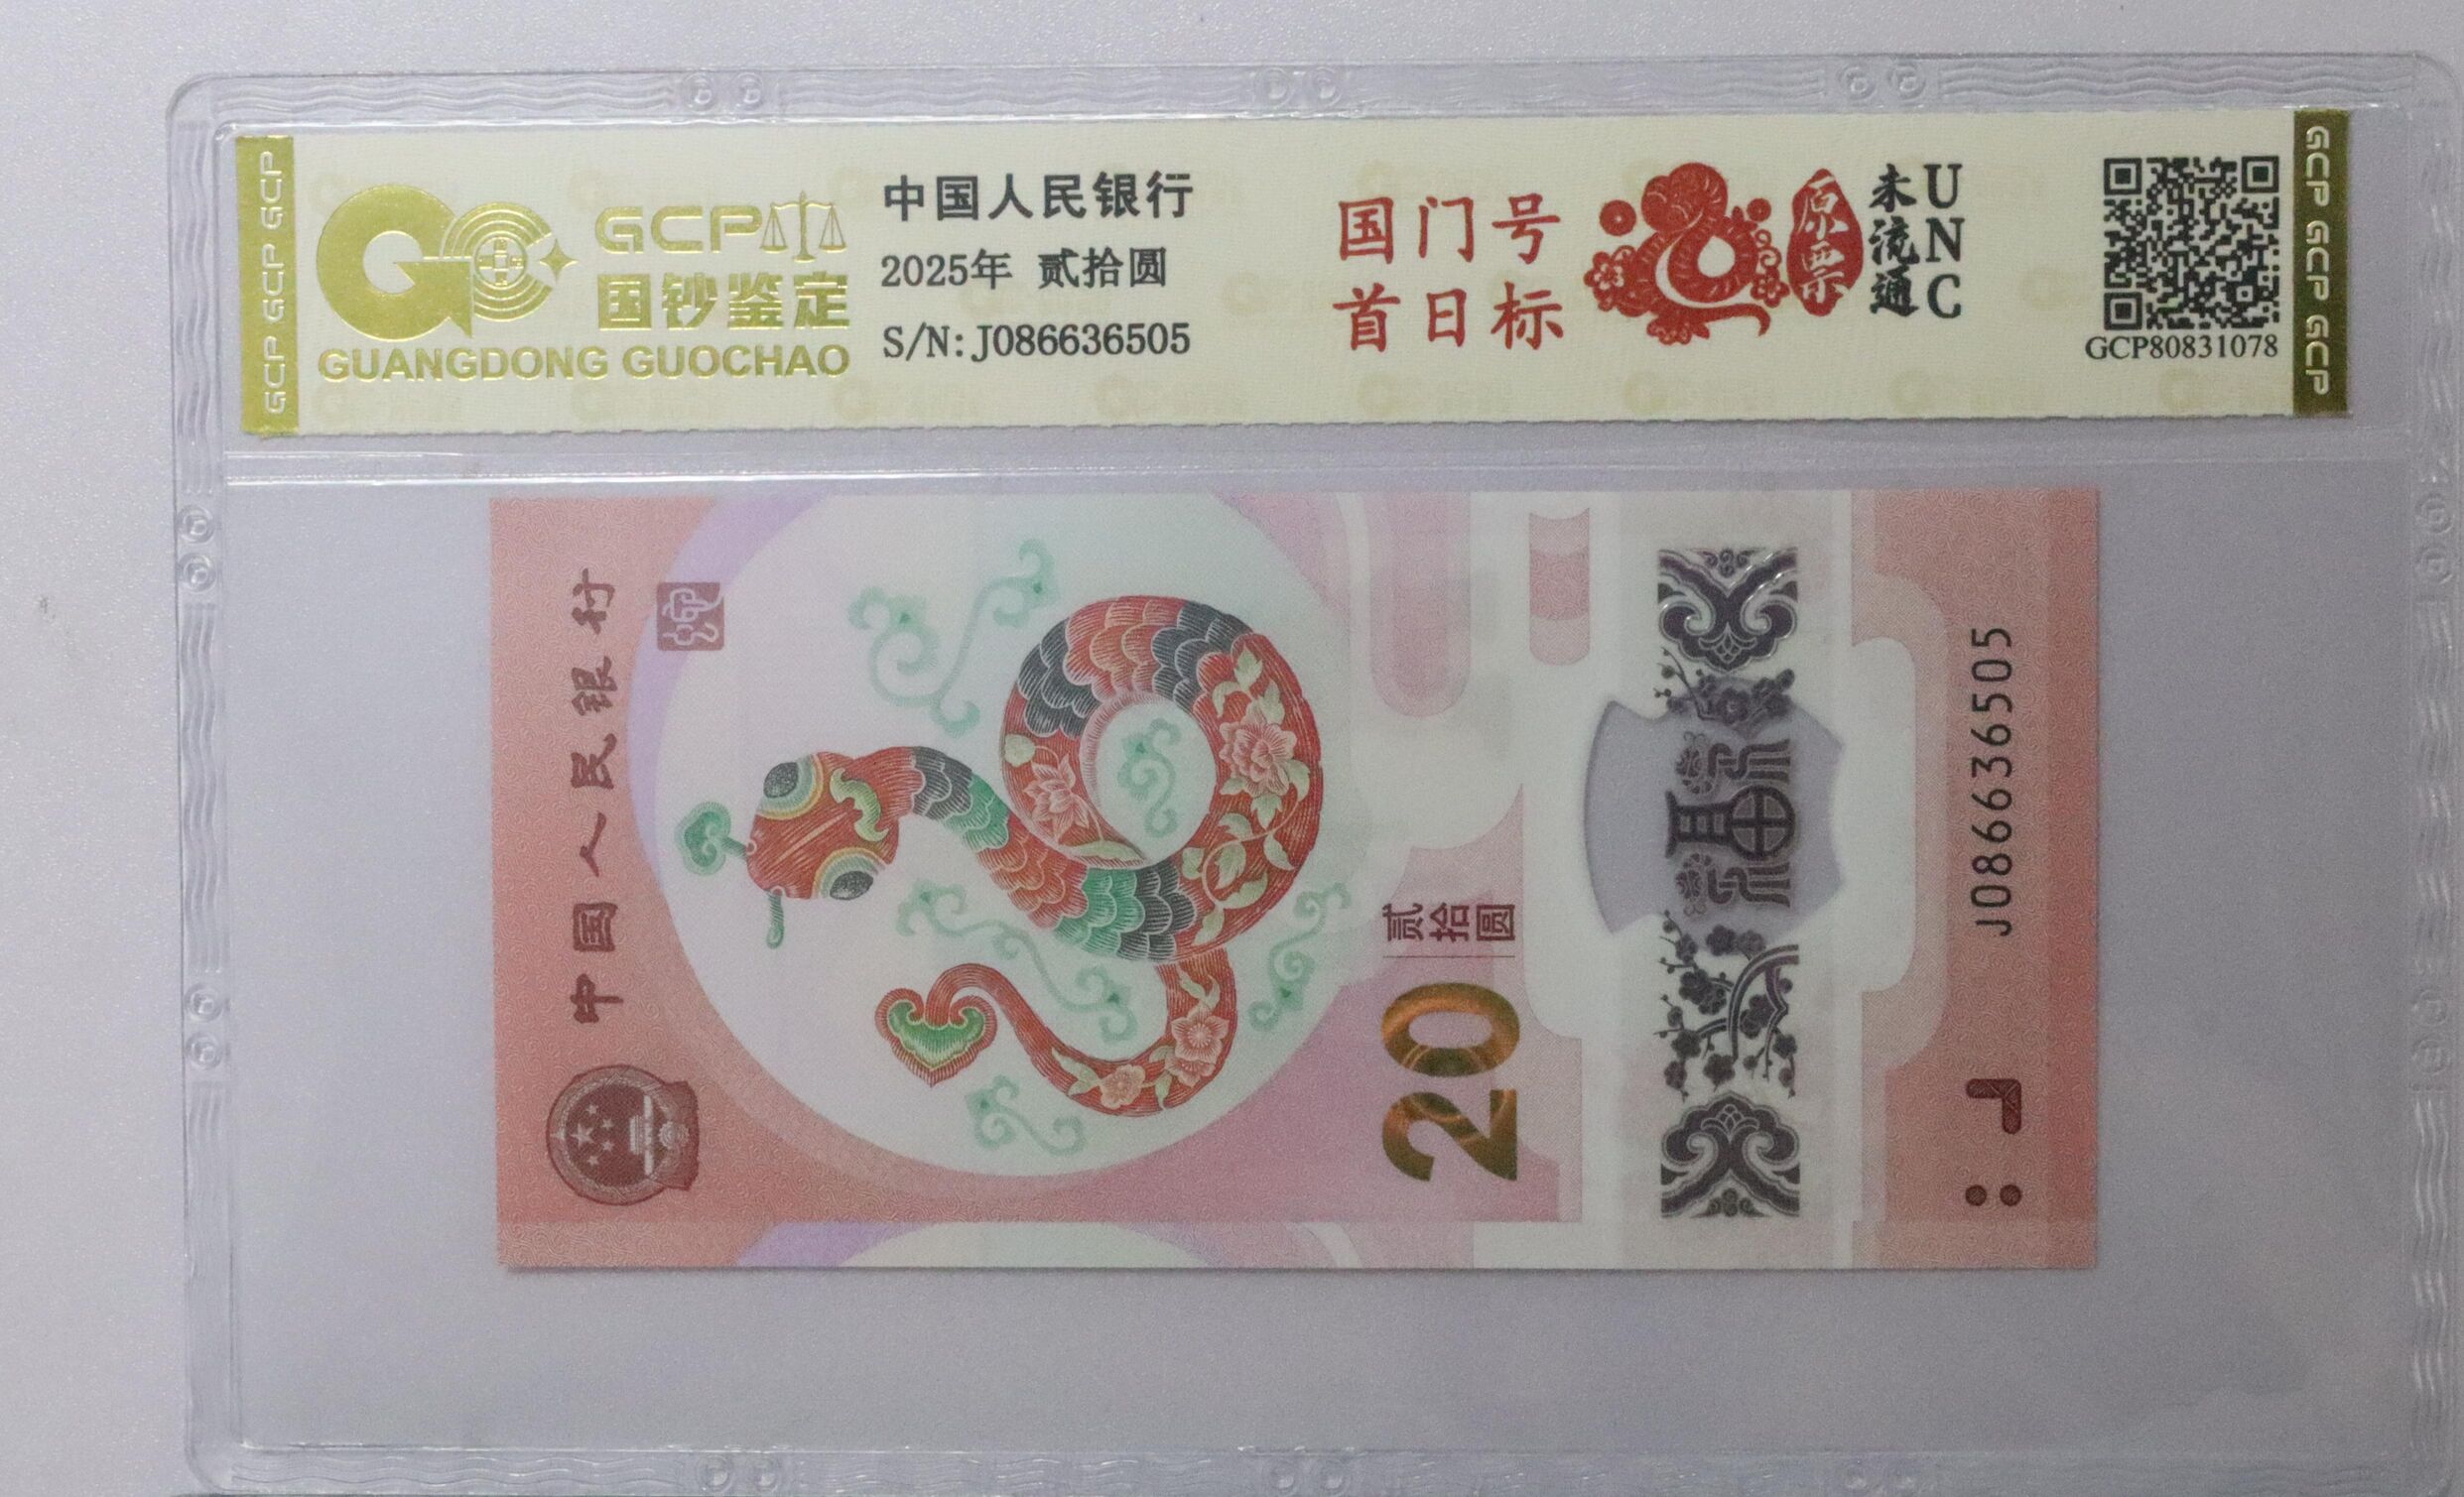 GCP GCP GCP
GCP
国钞鉴定
GUANGDONG GUOCHAO
中国人民银行
2025年 贰拾圆
S/N:J086636505
国门号
首日标
原票
未流通
UNC
GCP80831078
GCP GCP GCP
中国人民银行
贰拾圆
20
福
J086636505